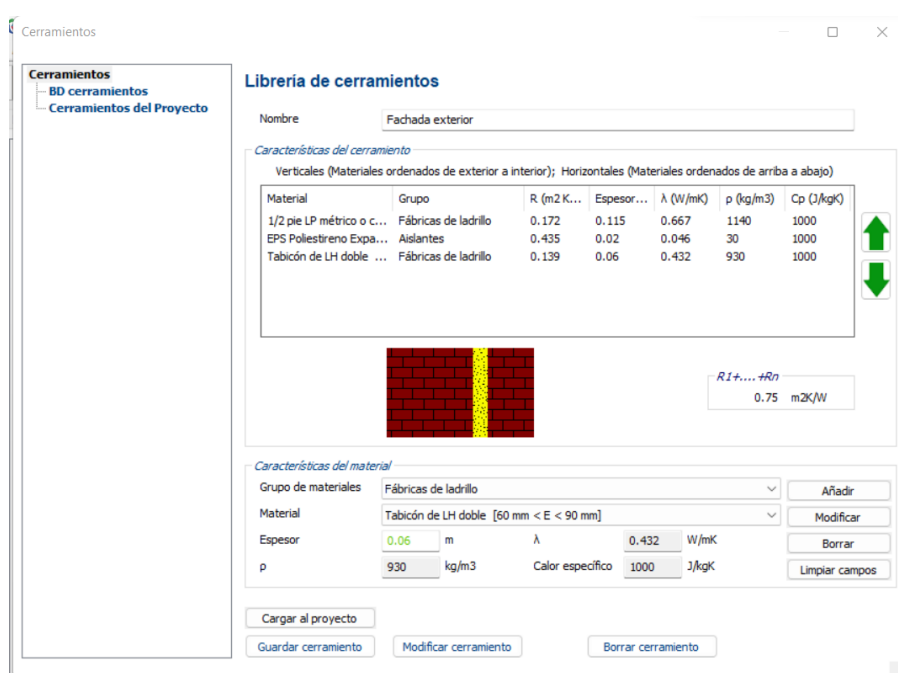 Cerramientos
Cerramientos
BD cerramientos
Cerramientos del Proyecto
Librería de cerramientos
Nombre Fachada exterior
Características del cerramiento
Verticales (Materiales ordenados de exterior a interior); Horizontales (Materiales ordenados de arriba a abajo)
Material Grupo R (m2 K... Espesor... λ (W/mK) ρ (kg/m3) Cp (J/kgK)
1/2 pie LP métrico o c... Fábricas de ladrillo 0.172 0.115 0.667 1140 1000
EPS Poliestireno Expa... Aislantes 0.435 0.02 0.046 30 1000
Tabicón de LH doble ... Fábricas de ladrillo 0.139 0.06 0.432 930 1000
R1+....+Rn
0.75 m2K/W
Características del material
Grupo de materiales Fábricas de ladrillo Añadir
Material Tabicón de LH doble [60 mm < E < 90 mm] Modificar
Espesor 0.06 m λ 0.432 W/mK Borrar
ρ 930 kg/m3 Calor específico 1000 J/kgK Limpiar campos
Cargar al proyecto
Guardar cerramiento Modificar cerramiento Borrar cerramiento